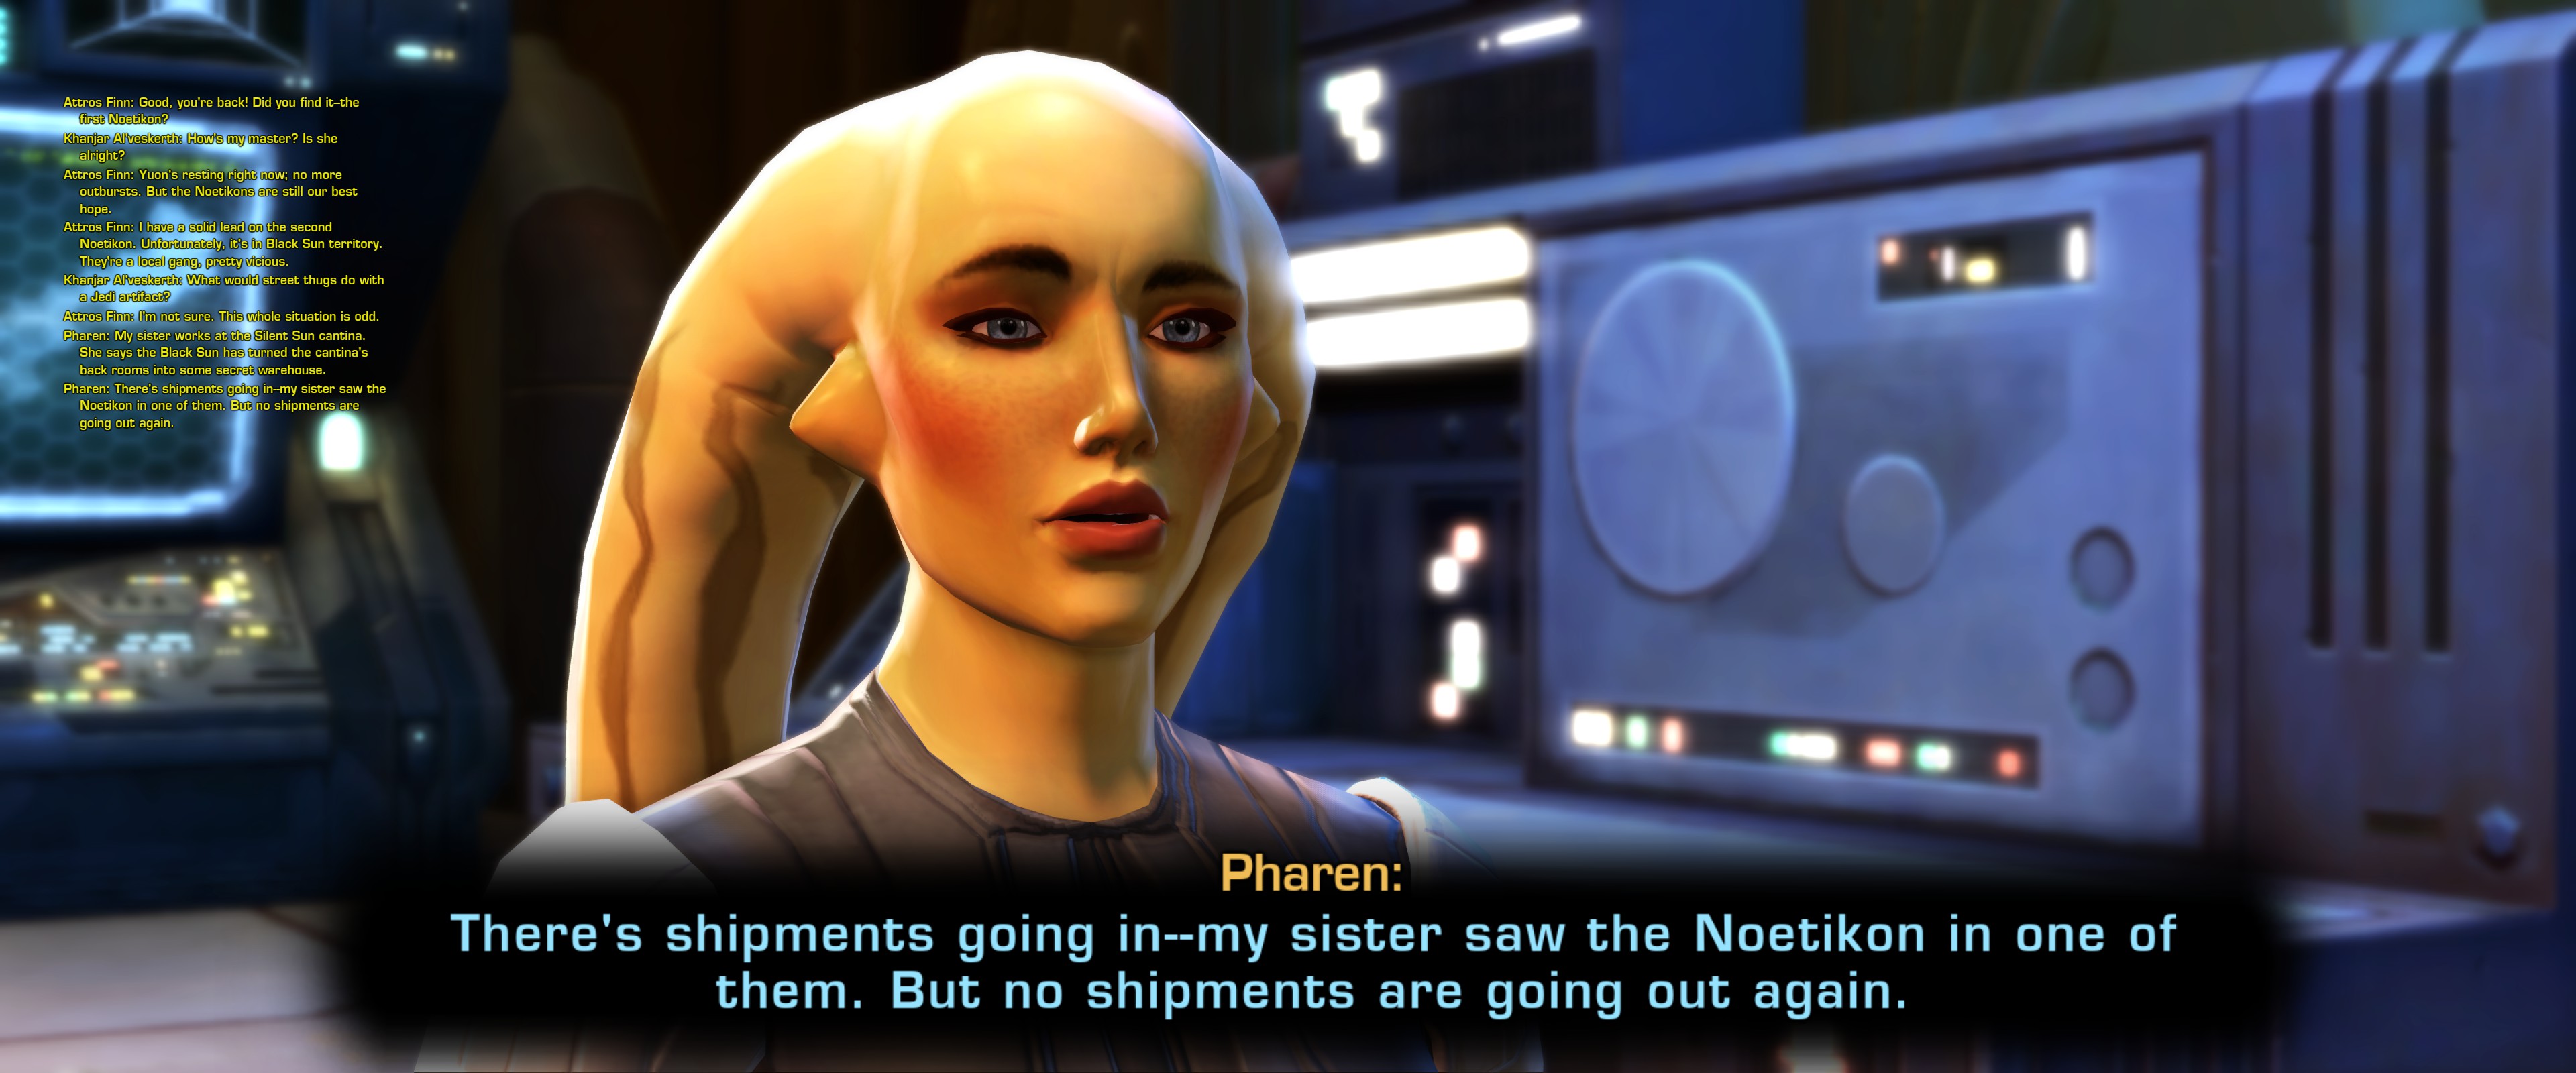 Attros Finn: Good, you're back! Did you find it--the
first Noetikon?
Khanjar Al'veskerth: How's my master? Is she
alright?
Attros Finn: Yuon's resting right now; no more
outbursts. But the Noetikons are still our best
hope.
Attros Finn: I have a solid lead on the second
Noetikon. Unfortunately, it's in Black Sun territory.
They're a local gang, pretty vicious.
Khanjar Al'veskerth: What would street thugs do with
a Jedi artifact?
Attros Finn: I'm not sure. This whole situation is odd.
Pharen: My sister works at the Silent Sun cantina.
She says the Black Sun has turned the cantina's
back rooms into some secret warehouse.
Pharen: There's shipments going in--my sister saw the
Noetikon in one of them. But no shipments are
going out again.
Pharen:
There's shipments going in--my sister saw the Noetikon in one of
them. But no shipments are going out again.